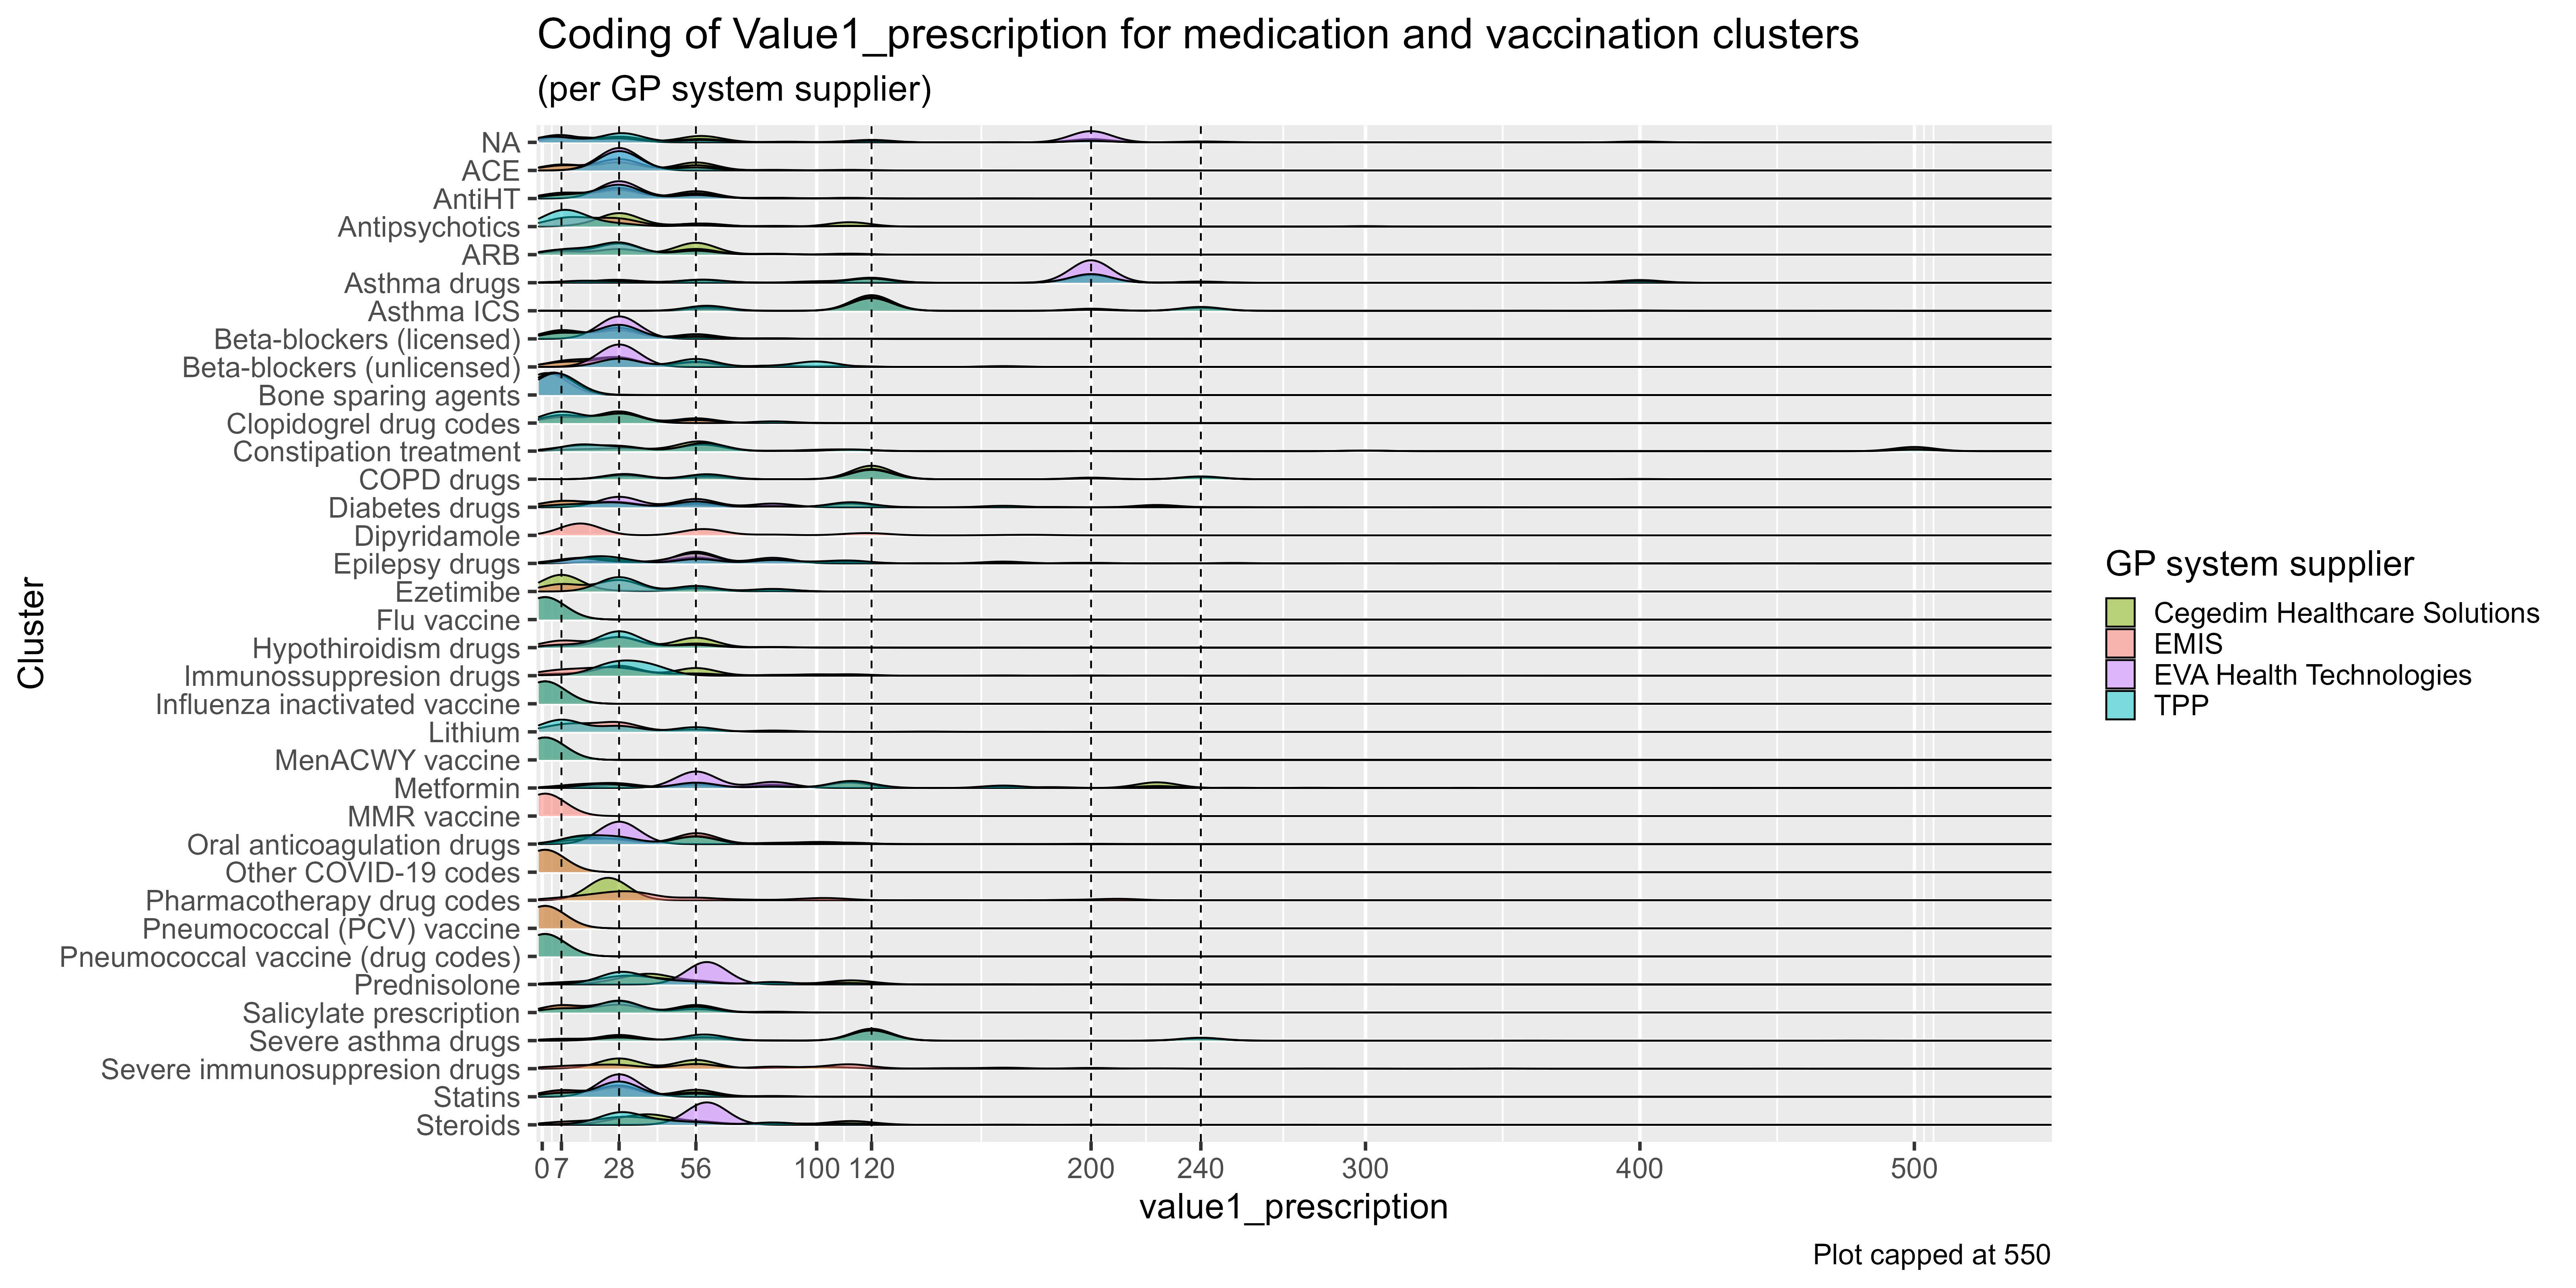 Coding of Value1_prescription for medication and vaccination clusters
(per GP system supplier)
Cluster
NA
ACE
AntiHT
Antipsychotics
ARB
Asthma drugs
Asthma ICS
Beta-blockers (licensed)
Beta-blockers (unlicensed)
Bone sparing agents
Clopidogrel drug codes
Constipation treatment
COPD drugs
Diabetes drugs
Dipyridamole
Epilepsy drugs
Ezetimibe
Flu vaccine
Hypothiroidism drugs
Immunossuppresion drugs
Influenza inactivated vaccine
Lithium
MenACWY vaccine
Metformin
MMR vaccine
Oral anticoagulation drugs
Other COVID-19 codes
Pharmacotherapy drug codes
Pneumococcal (PCV) vaccine
Pneumococcal vaccine (drug codes)
Prednisolone
Salicylate prescription
Severe asthma drugs
Severe immunosuppresion drugs
Statins
Steroids
0 7 28 56 100 120 200 240 300 400 500
value1_prescription
GP system supplier
Cegedim Healthcare Solutions
EMIS
EVA Health Technologies
TPP
Plot capped at 550